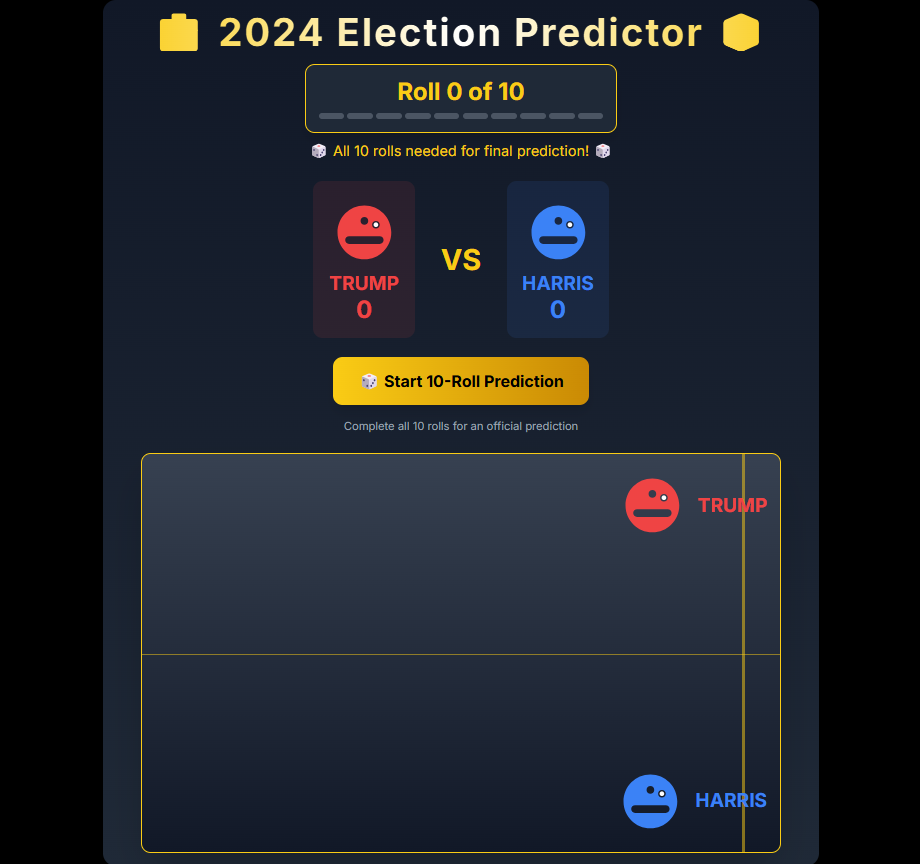 2024 Election Predictor
Roll 0 of 10
All 10 rolls needed for final prediction!
VS
TRUMP
0
HARRIS
0
Start 10-Roll Prediction
Complete all 10 rolls for an official prediction
TRUMP
HARRIS